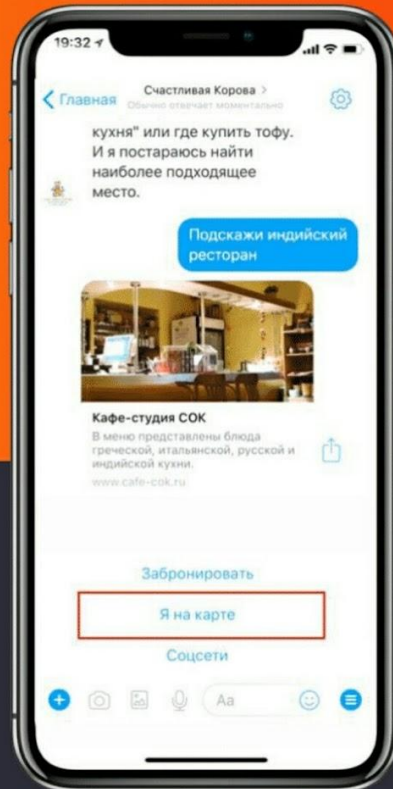 19:32
Главная
Счастливая Корова >
Обычно отвечает моментально
кухня" или где купить тофу.
И я постараюсь найти
наиболее подходящее
место.
Подскажи индийский
ресторан
Кафе-студия СОК
В меню представлены блюда
греческой, итальянской, русской и
индийской кухни.
www.cafe-cok.ru
Забронировать
Я на карте
Соцсети
Aa